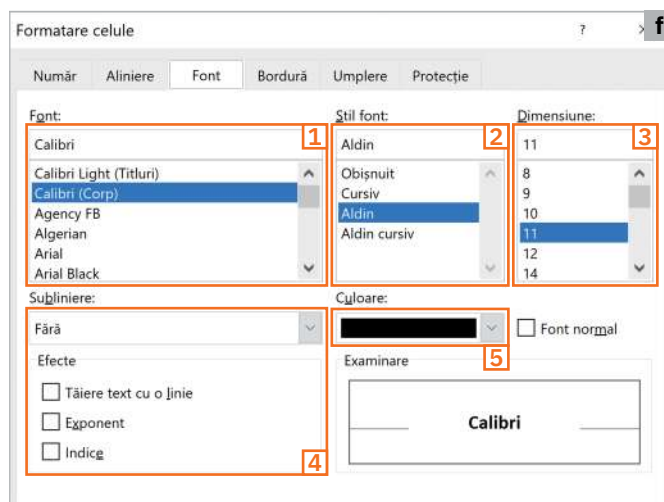 Formatare celule ? × f
Număr Aliniere Font Bordură Umplere Protecție
Font: Stil font: Dimensiune:
Calibri 1 Aldin 2 11 3
Calibri Light (Titluri) Obișnuit 8
Calibri (Corp) Cursiv 9
Agency FB Aldin 10
Algerian Aldin cursiv 11
Arial 12
Arial Black 14
Subliniere: Culoare:
Fără Font normal
5
Efecte Examinare
Tăiere text cu o linie
Exponent Calibri
Indice
4